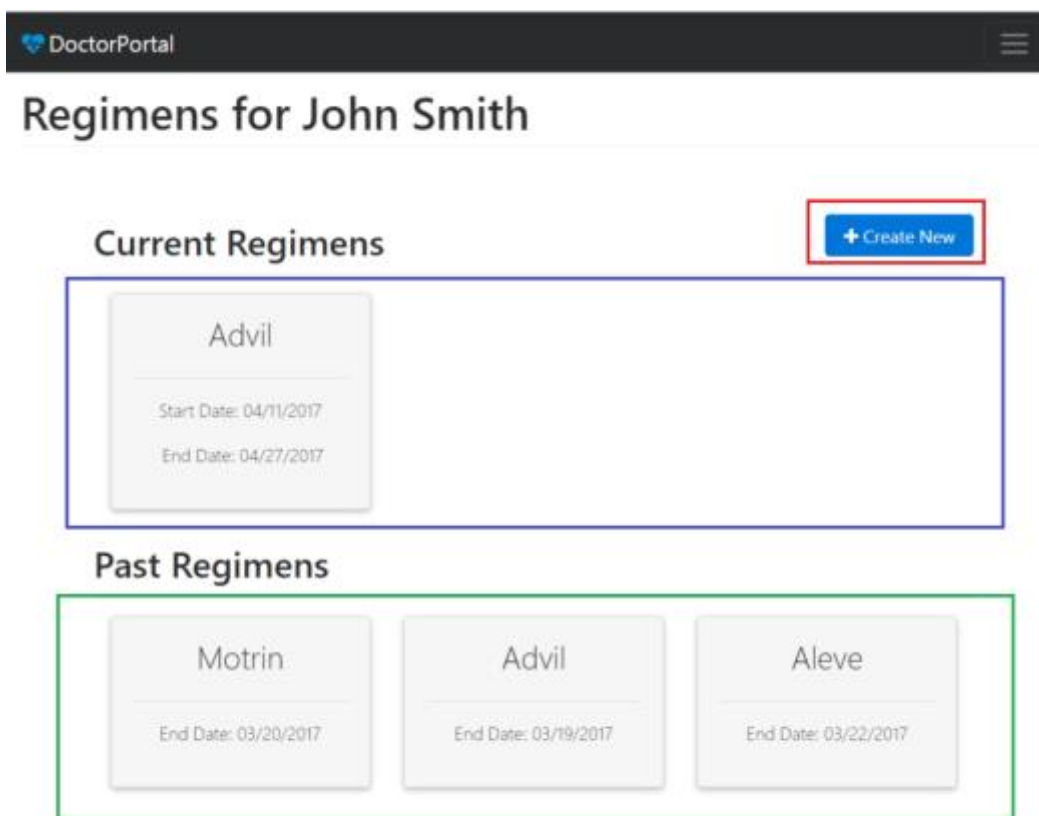 DoctorPortal
Regimens for John Smith
Current Regimens
Create New
Advil
Start Date: 04/11/2017
End Date: 04/27/2017
Past Regimens
Motrin
End Date: 03/20/2017
Advil
End Date: 03/19/2017
Aleve
End Date: 03/22/2017